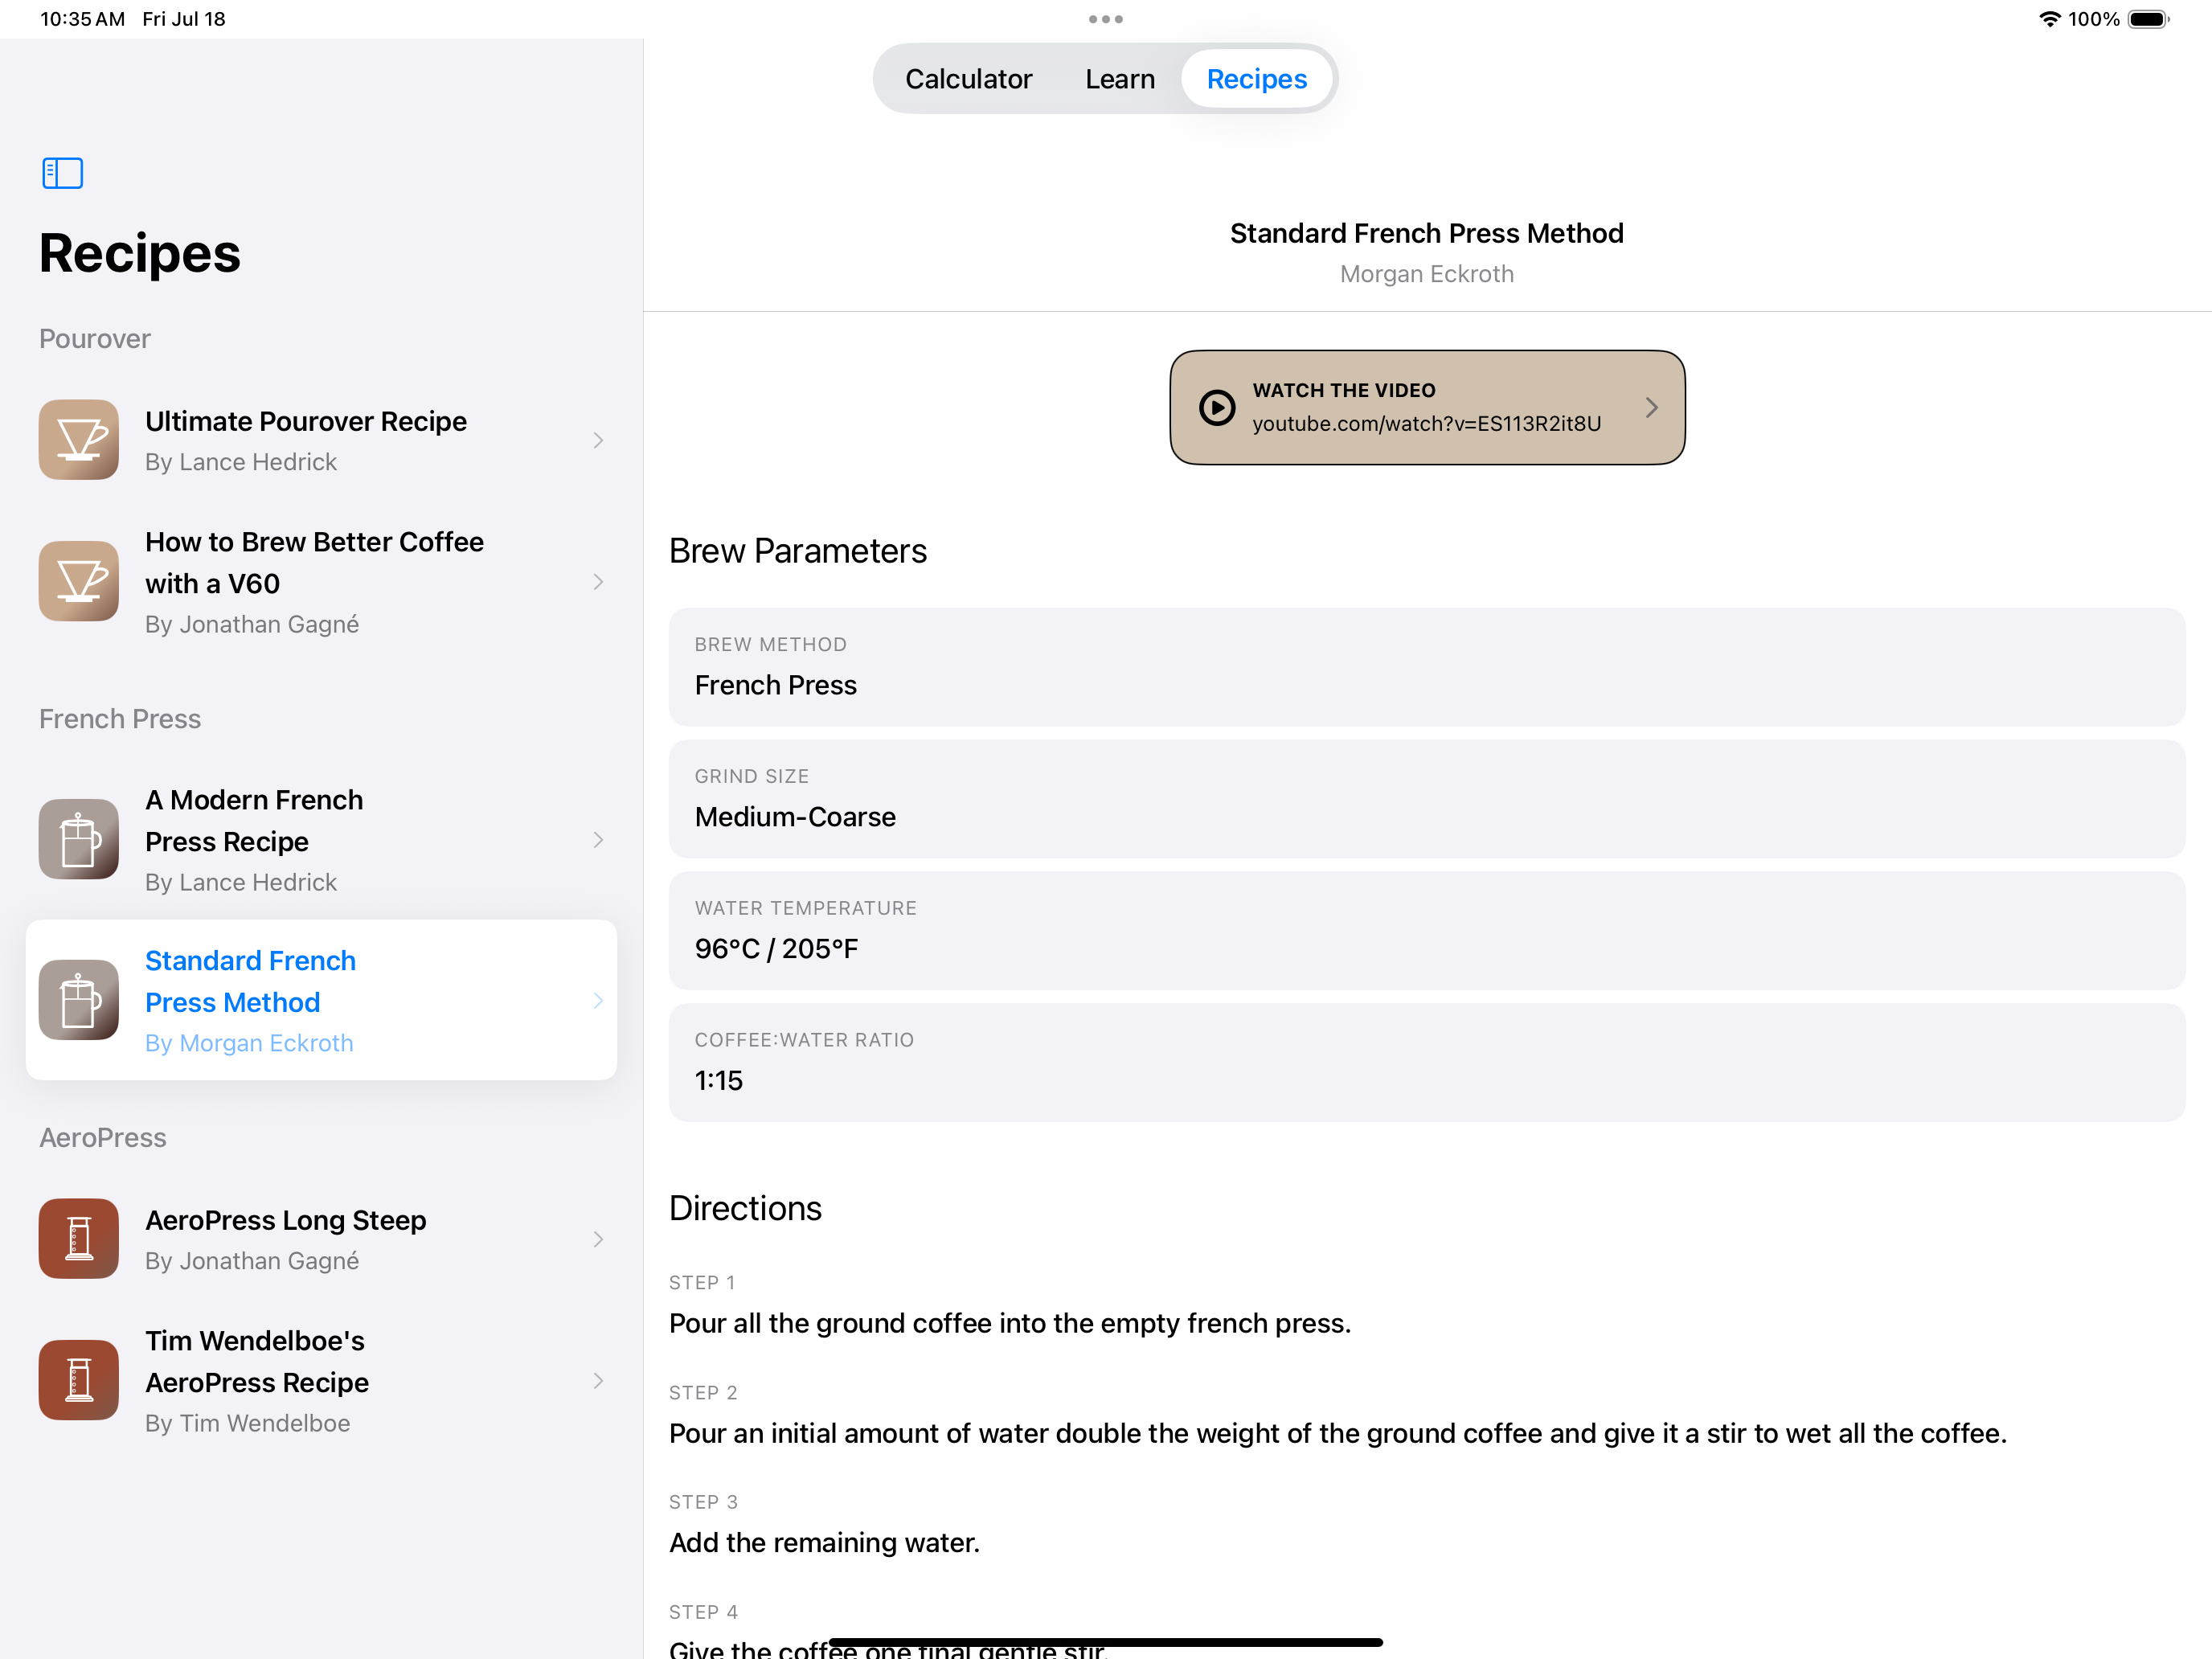 10:35 AM Fri Jul 18
100%
Calculator
Learn
Recipes
Recipes
Pourover
Ultimate Pourover Recipe
By Lance Hedrick
How to Brew Better Coffee
with a V60
By Jonathan Gagné
French Press
A Modern French
Press Recipe
By Lance Hedrick
Standard French
Press Method
By Morgan Eckroth
AeroPress
AeroPress Long Steep
By Jonathan Gagné
Tim Wendelboe's
AeroPress Recipe
By Tim Wendelboe
Standard French Press Method
Morgan Eckroth
WATCH THE VIDEO
youtube.com/watch?v=ES113R2it8U
Brew Parameters
BREW METHOD
French Press
GRIND SIZE
Medium-Coarse
WATER TEMPERATURE
96°C / 205°F
COFFEE:WATER RATIO
1:15
Directions
STEP 1
Pour all the ground coffee into the empty french press.
STEP 2
Pour an initial amount of water double the weight of the ground coffee and give it a stir to wet all the coffee.
STEP 3
Add the remaining water.
STEP 4
Give the coffee one final gentle stir.